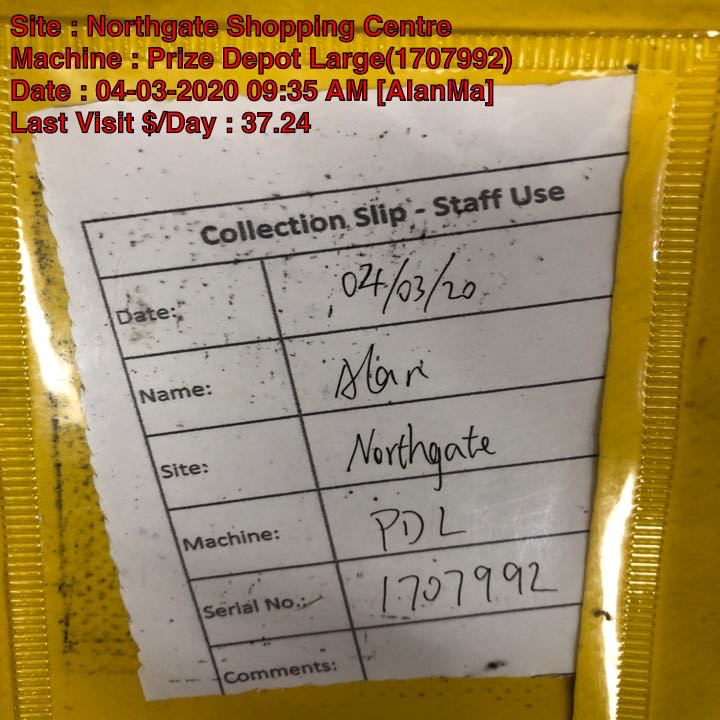 Site : Northgate Shopping Centre
Machine : Prize Depot Large(1707992)
Date : 04-03-2020 09:35 AM [AlanMa]
Last Visit $/Day : 37.24
Collection Slip - Staff Use
Date: 04/03/20
Name: Alan
Site: Northgate
Machine: PDL
Serial No.: 1707992
Comments: